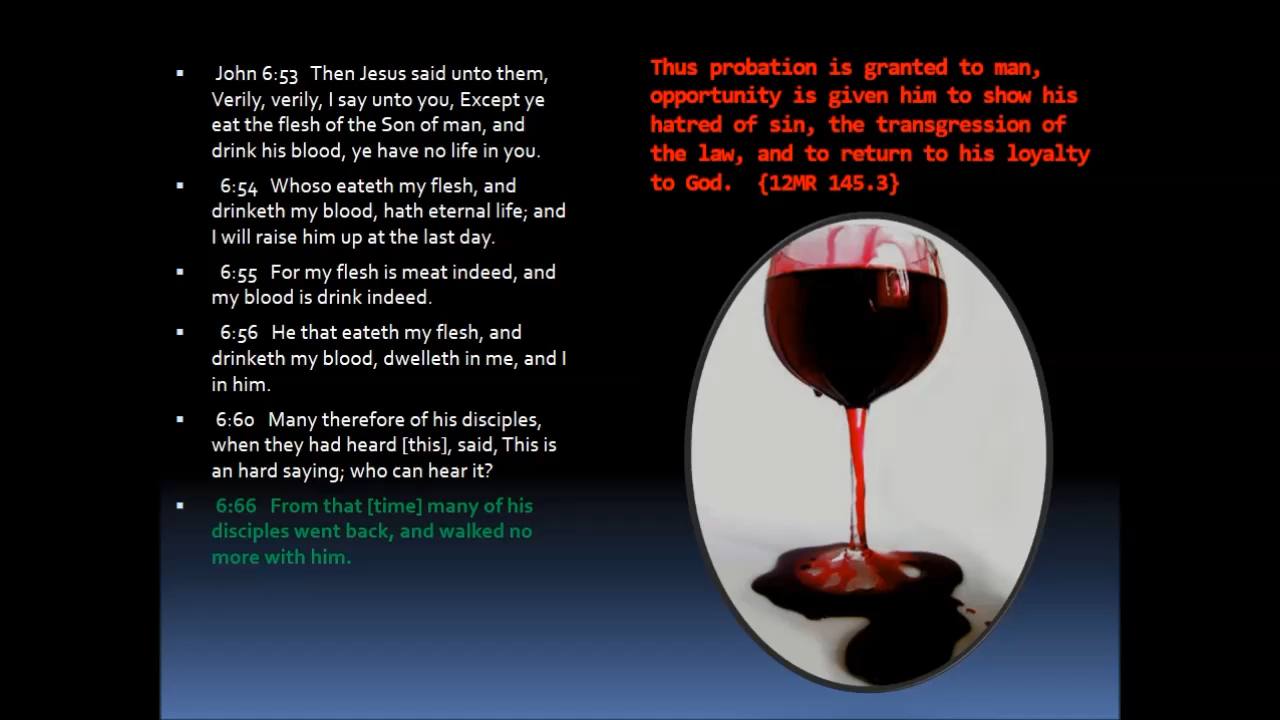 John 6:53 Then Jesus said unto them,
Verily, verily, I say unto you, Except ye
eat the flesh of the Son of man, and
drink his blood, ye have no life in you.
6:54 Whoso eateth my flesh, and
drinketh my blood, hath eternal life; and
I will raise him up at the last day.
6:55 For my flesh is meat indeed, and
my blood is drink indeed.
6:56 He that eateth my flesh, and
drinketh my blood, dwelleth in me, and I
in him.
6:60 Many therefore of his disciples,
when they had heard [this], said, This is
an hard saying; who can hear it?
6:66 From that [time] many of his
disciples went back, and walked no
more with him.
Thus probation is granted to man,
opportunity is given him to show his
hatred of sin, the transgression of
the law, and to return to his loyalty
to God. {12MR 145.3}